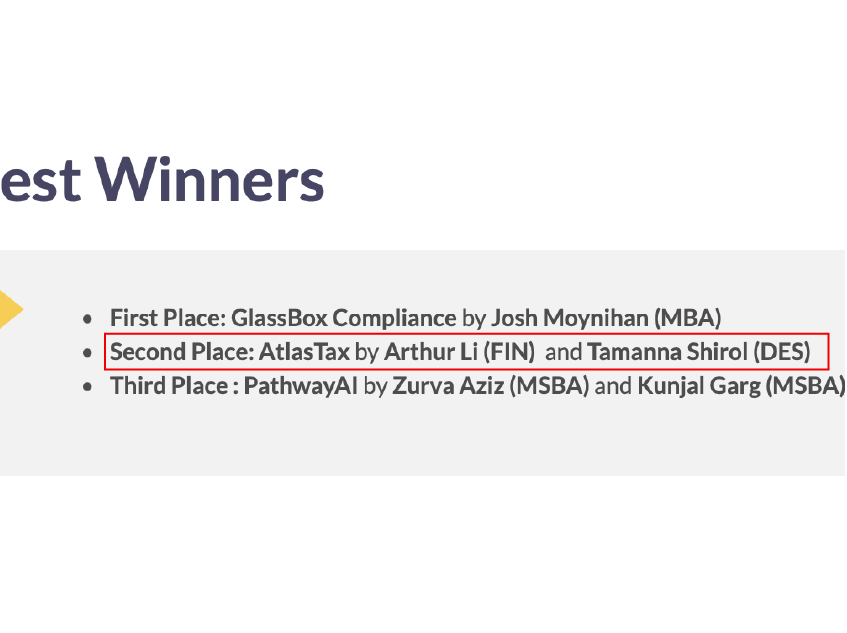 est Winners
• First Place: GlassBox Compliance by Josh Moynihan (MBA)
• Second Place: AtlasTax by Arthur Li (FIN) and Tamanna Shirol (DES)
• Third Place : PathwayAI by Zurva Aziz (MSBA) and Kunjal Garg (MSBA)